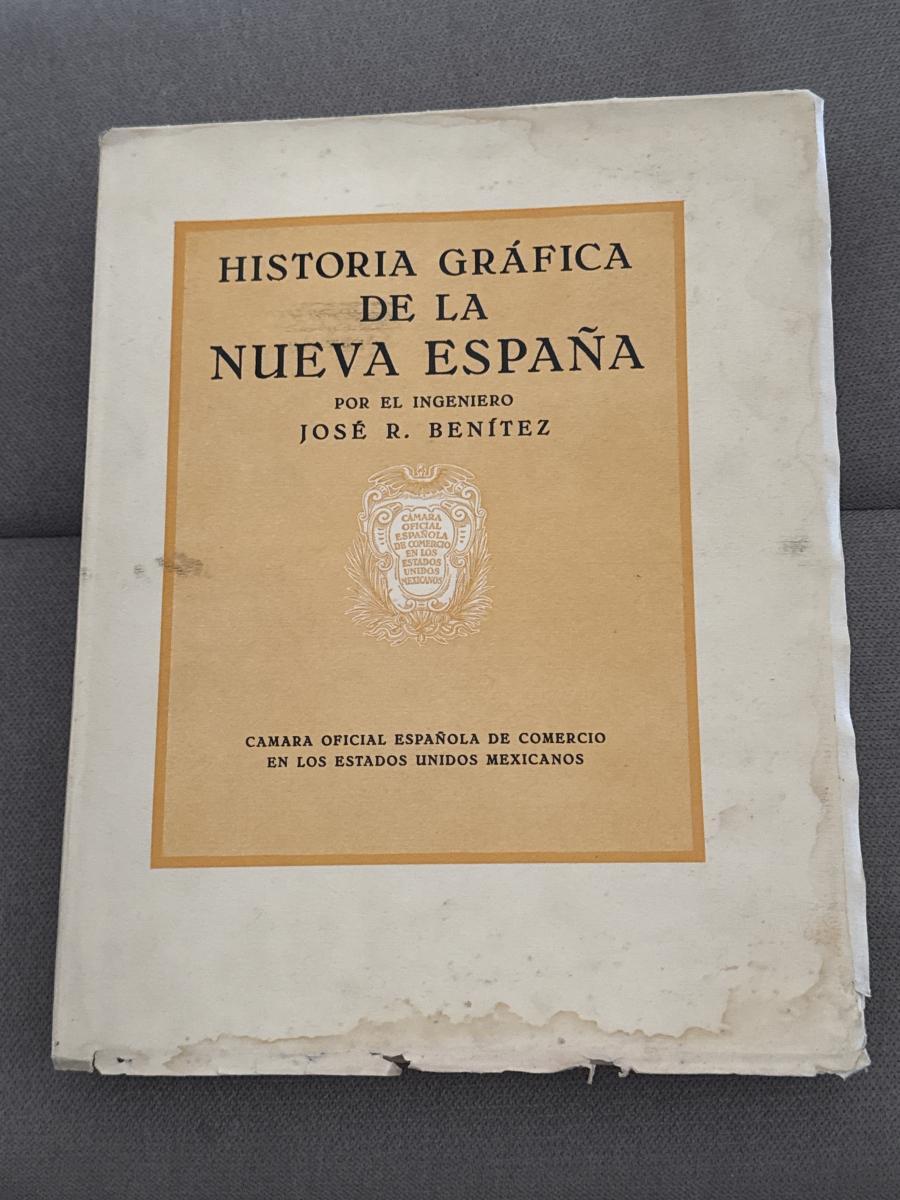 HISTORIA GRÁFICA
DE LA
NUEVA ESPAÑA
POR EL INGENIERO
JOSÉ R. BENÍTEZ
CÁMARA
OFICIAL
ESPAÑOLA
DE COMERCIO
EN LOS
ESTADOS
UNIDOS
MEXICANOS
CAMARA OFICIAL ESPAÑOLA DE COMERCIO
EN LOS ESTADOS UNIDOS MEXICANOS